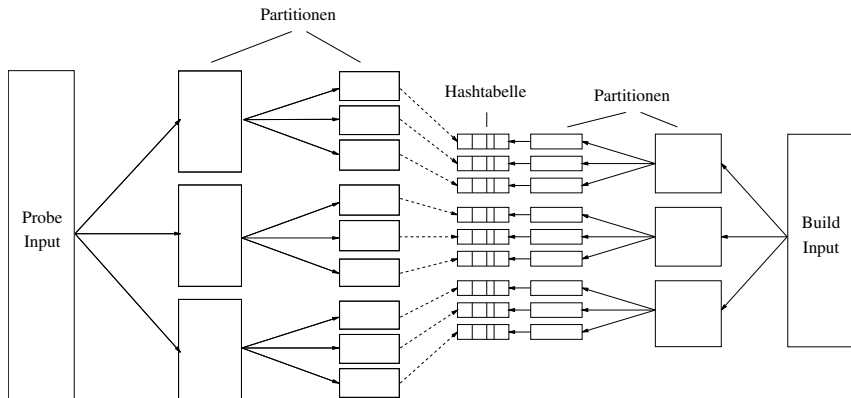 Partitionen
Hashtabelle
Partitionen
Probe
Input
Build
Input